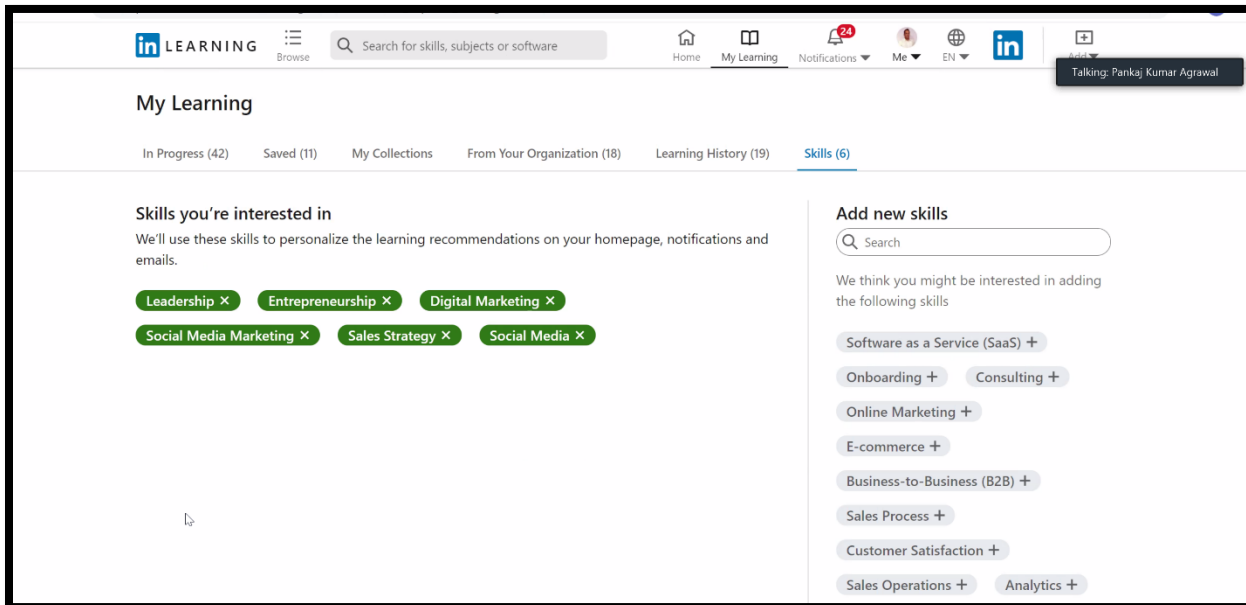 in LEARNING
Browse
Search for skills, subjects or software
Home
My Learning
24
Notifications
Me
EN
in
Add
Talking: Pankaj Kumar Agrawal
My Learning
In Progress (42) Saved (11) My Collections From Your Organization (18) Learning History (19) Skills (6)
Skills you're interested in
We'll use these skills to personalize the learning recommendations on your homepage, notifications and
emails.
Leadership × Entrepreneurship × Digital Marketing ×
Social Media Marketing × Sales Strategy × Social Media ×
Add new skills
Search
We think you might be interested in adding
the following skills
Software as a Service (SaaS) +
Onboarding + Consulting +
Online Marketing +
E-commerce +
Business-to-Business (B2B) +
Sales Process +
Customer Satisfaction +
Sales Operations + Analytics +